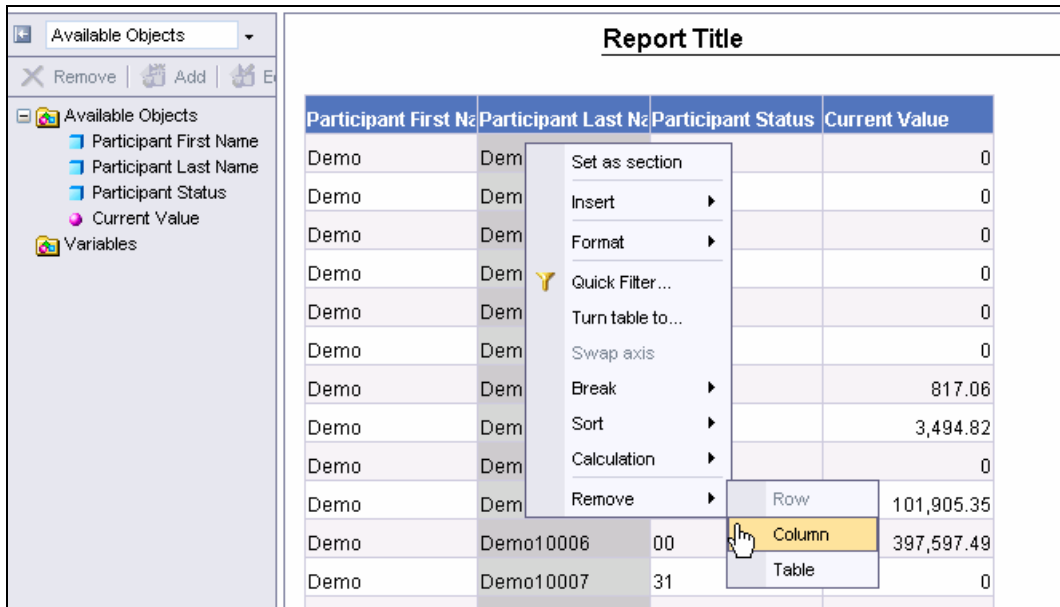 Available Objects
Remove Add E
Available Objects
Participant First Name
Participant Last Name
Participant Status
Current Value
Variables
Report Title
Participant First Na Participant Last Na Participant Status Current Value
Demo Dem 0
Demo Dem 0
Demo Dem 0
Demo Dem 0
Demo Dem 0
Demo Dem 0
Demo Dem 817.06
Demo Dem 3,494.82
Demo Dem 0
Demo Dem 101,905.35
Demo Demo10006 00 397,597.49
Demo Demo10007 31 0
Set as section
Insert
Format
Quick Filter...
Turn table to...
Swap axis
Break
Sort
Calculation
Remove
Row
Column
Table